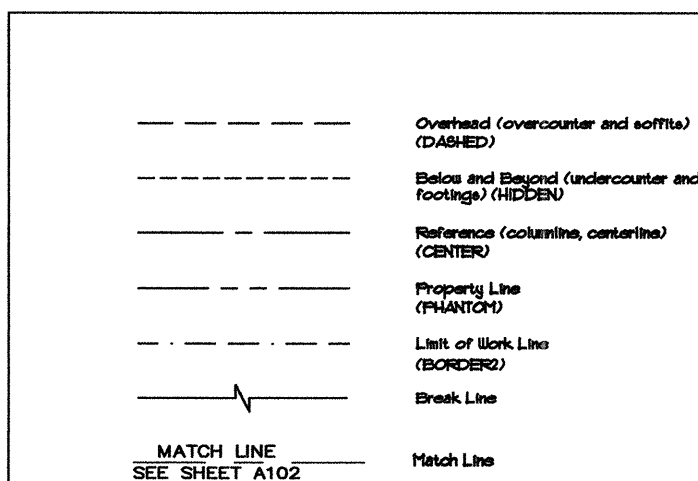 Overhead (overcounter and soffits)
(DASHED)
Below and Beyond (undercounter and
footings) (HIDDEN)
Reference (columnline, centerline)
(CENTER)
Property Line
(PHANTOM)
Limit of Work Line
(BORDER2)
Break Line
MATCH LINE
SEE SHEET A102
Match Line